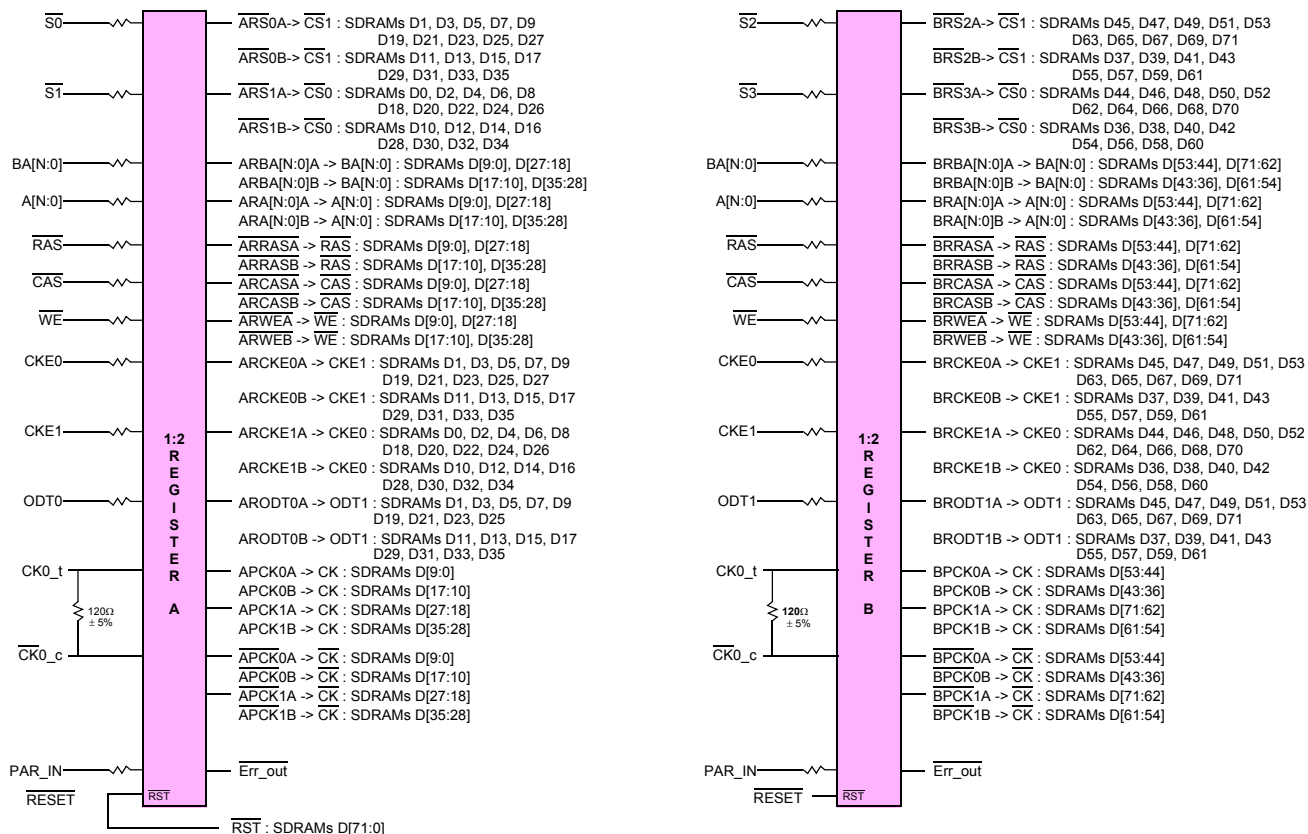 S0
ARS0A-> CS1 : SDRAMs D1, D3, D5, D7, D9
D19, D21, D23, D25, D27
ARS0B-> CS1 : SDRAMs D11, D13, D15, D17
D29, D31, D33, D35
S1
ARS1A-> CS0 : SDRAMs D0, D2, D4, D6, D8
D18, D20, D22, D24, D26
ARS1B-> CS0 : SDRAMs D10, D12, D14, D16
D28, D30, D32, D34
BA[N:0]
ARBA[N:0]A -> BA[N:0] : SDRAMs D[9:0], D[27:18]
ARBA[N:0]B -> BA[N:0] : SDRAMs D[17:10], D[35:28]
A[N:0]
ARA[N:0]A -> A[N:0] : SDRAMs D[9:0], D[27:18]
ARA[N:0]B -> A[N:0] : SDRAMs D[17:10], D[35:28]
RAS
ARRASA -> RAS : SDRAMs D[9:0], D[27:18]
ARRASB -> RAS : SDRAMs D[17:10], D[35:28]
CAS
ARCASA -> CAS : SDRAMs D[9:0], D[27:18]
ARCASB -> CAS : SDRAMs D[17:10], D[35:28]
WE
ARWEA -> WE : SDRAMs D[9:0], D[27:18]
ARWEB -> WE : SDRAMs D[17:10], D[35:28]
CKE0
ARCKE0A -> CKE1 : SDRAMs D1, D3, D5, D7, D9
D19, D21, D23, D25, D27
ARCKE0B -> CKE1 : SDRAMs D11, D13, D15, D17
D29, D31, D33, D35
CKE1
ARCKE1A -> CKE0 : SDRAMs D0, D2, D4, D6, D8
D18, D20, D22, D24, D26
ARCKE1B -> CKE0 : SDRAMs D10, D12, D14, D16
D28, D30, D32, D34
ODT0
ARODT0A -> ODT1 : SDRAMs D1, D3, D5, D7, D9
D19, D21, D23, D25
ARODT0B -> ODT1 : SDRAMs D11, D13, D15, D17
D29, D31, D33, D35
CK0_t
APCK0A -> CK : SDRAMs D[9:0]
APCK0B -> CK : SDRAMs D[17:10]
APCK1A -> CK : SDRAMs D[27:18]
APCK1B -> CK : SDRAMs D[35:28]
120Ω
± 5%
CK0_c
APCK0A -> CK : SDRAMs D[9:0]
APCK0B -> CK : SDRAMs D[17:10]
APCK1A -> CK : SDRAMs D[27:18]
APCK1B -> CK : SDRAMs D[35:28]
1:2
R
E
G
I
S
T
E
R
A
PAR_IN
Err_out
RESET
RST
RST : SDRAMs D[71:0]
S2
BRS2A-> CS1 : SDRAMs D45, D47, D49, D51, D53
D63, D65, D67, D69, D71
BRS2B-> CS1 : SDRAMs D37, D39, D41, D43
D55, D57, D59, D61
S3
BRS3A-> CS0 : SDRAMs D44, D46, D48, D50, D52
D62, D64, D66, D68, D70
BRS3B-> CS0 : SDRAMs D36, D38, D40, D42
D54, D56, D58, D60
BA[N:0]
BRBA[N:0]A -> BA[N:0] : SDRAMs D[53:44], D[71:62]
BRBA[N:0]B -> BA[N:0] : SDRAMs D[43:36], D[61:54]
A[N:0]
BRA[N:0]A -> A[N:0] : SDRAMs D[53:44], D[71:62]
BRA[N:0]B -> A[N:0] : SDRAMs D[43:36], D[61:54]
RAS
BRRASA -> RAS : SDRAMs D[53:44], D[71:62]
BRRASB -> RAS : SDRAMs D[43:36], D[61:54]
CAS
BRCASA -> CAS : SDRAMs D[53:44], D[71:62]
BRCASB -> CAS : SDRAMs D[43:36], D[61:54]
WE
BRWEA -> WE : SDRAMs D[53:44], D[71:62]
BRWEB -> WE : SDRAMs D[43:36], D[61:54]
CKE0
BRCKE0A -> CKE1 : SDRAMs D45, D47, D49, D51, D53
D63, D65, D67, D69, D71
BRCKE0B -> CKE1 : SDRAMs D37, D39, D41, D43
D55, D57, D59, D61
CKE1
BRCKE1A -> CKE0 : SDRAMs D44, D46, D48, D50, D52
D62, D64, D66, D68, D70
BRCKE1B -> CKE0 : SDRAMs D36, D38, D40, D42
D54, D56, D58, D60
ODT1
BRODT1A -> ODT1 : SDRAMs D45, D47, D49, D51, D53
D63, D65, D67, D69, D71
BRODT1B -> ODT1 : SDRAMs D37, D39, D41, D43
D55, D57, D59, D61
CK0_t
BPCK0A -> CK : SDRAMs D[53:44]
BPCK0B -> CK : SDRAMs D[43:36]
BPCK1A -> CK : SDRAMs D[71:62]
BPCK1B -> CK : SDRAMs D[61:54]
120Ω
± 5%
CK0_c
BPCK0A -> CK : SDRAMs D[53:44]
BPCK0B -> CK : SDRAMs D[43:36]
BPCK1A -> CK : SDRAMs D[71:62]
BPCK1B -> CK : SDRAMs D[61:54]
1:2
R
E
G
I
S
T
E
R
B
PAR_IN
Err_out
RESET
RST